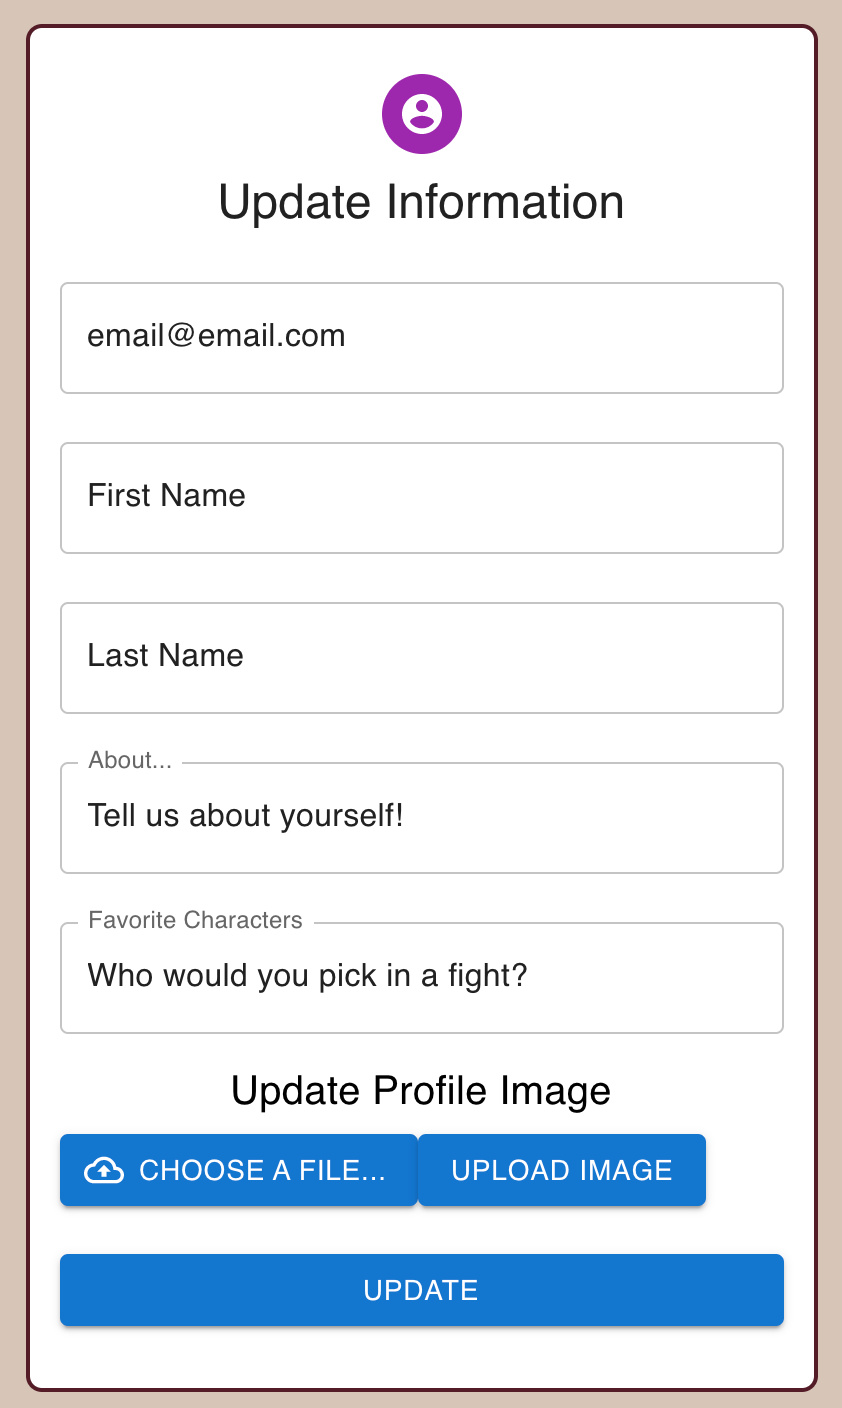 Update Information
email@email.com
First Name
Last Name
About...
Tell us about yourself!
Favorite Characters
Who would you pick in a fight?
Update Profile Image
CHOOSE A FILE...
UPLOAD IMAGE
UPDATE